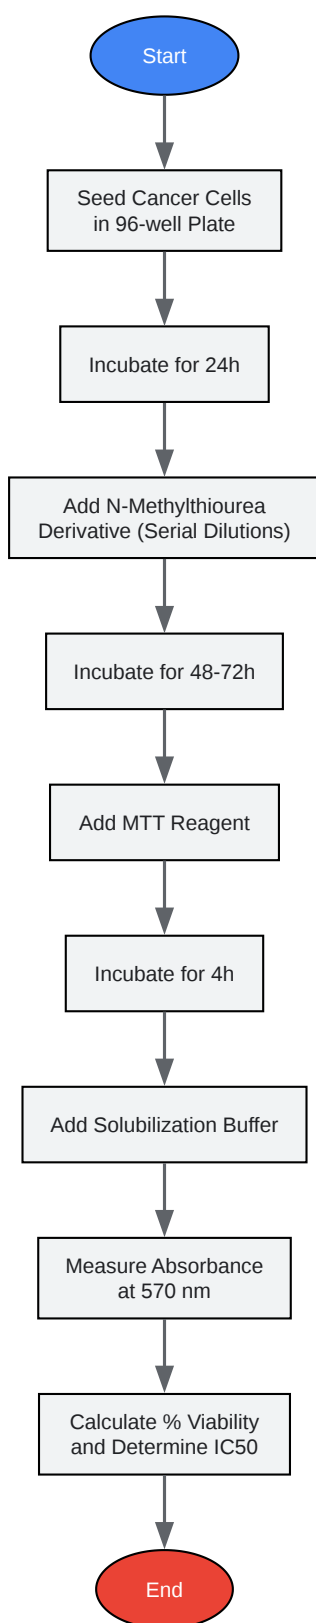 Start
Seed Cancer Cells
in 96-well Plate
Incubate for 24h
Add N-Methylthiourea
Derivative (Serial Dilutions)
Incubate for 48-72h
Add MTT Reagent
Incubate for 4h
Add Solubilization Buffer
Measure Absorbance
at 570 nm
Calculate % Viability
and Determine IC50
End